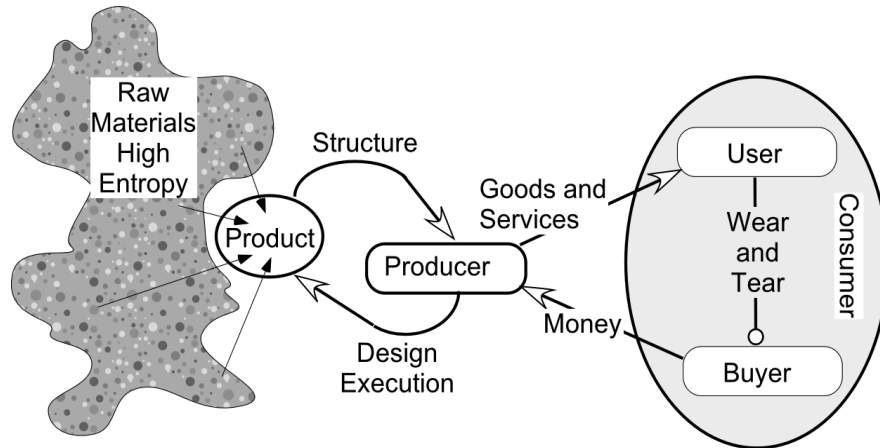 Raw
Materials
High
Entropy
Structure
Product
Producer
Design
Execution
Goods and
Services
Money
User
Wear
and
Tear
Buyer
Consumer